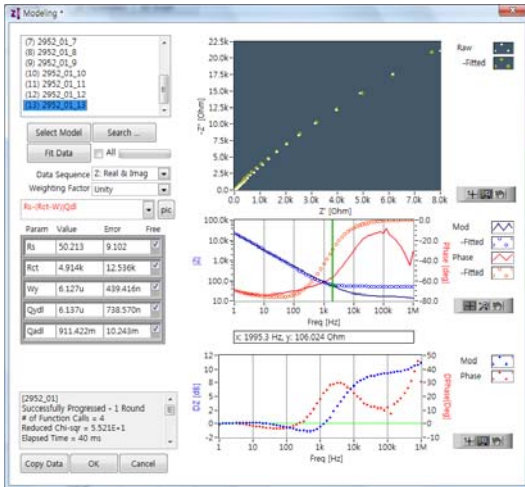 Modeling *
(7) 2952_01_7
(8) 2952_01_8
(9) 2952_01_9
(10) 2952_01_10
(11) 2952_01_11
(12) 2952_01_12
(13) 2952_01_13
Select Model Search ...
Fit Data All
Data Sequence Z: Real & Imag
Weighting Factor Unity
Rs-(Rct-W)Qdl pic
Param Value Error Free
Rs 50.213 9.102
Rct 4.914k 12.536k
Wy 6.127u 439.416n
Qydl 6.137u 738.570n
Qadl 911.422m 10.243m
[2952_01]
Successfully Progressed - 1 Round
# of Function Calls = 4
Reduced Chi-sqr = 5.521E+1
Elapsed Time = 40 ms
Copy Data OK Cancel
22.5k
20.0k
17.5k
15.0k
12.5k
10.0k
7.5k
5.0k
2.5k
0.0
-Z" [Ohm]
0.0 1.0k 2.0k 3.0k 4.0k 5.0k 6.0k 7.0k 8.0k
Z' [Ohm]
Raw
-Fitted
100.0k
10.0k
1.0k
100.0
10.0
|Z|
0.0
-20.0
-40.0
-60.0
-80.0
Phase [deg]
1 10 100 1k 10k 100k 1M
Freq [Hz]
Mod
-Fitted
Phase
-Fitted
x: 1995.3 Hz, y: 106.024 Ohm
12
10
8
6
4
2
0
-2
D|Z| [dB]
50
40
30
20
10
0
-10
DPhase[Deg]
1 10 100 1K 10K 100K 1M
Freq [Hz]
Mod
Phase